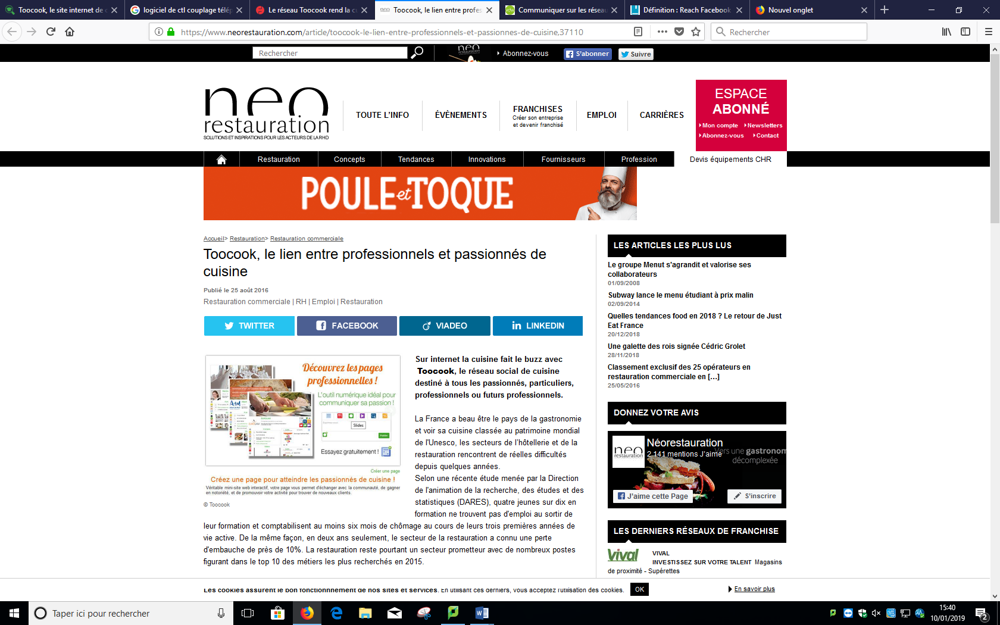 Toocook, le site internet de c
logiciel de ctl couplage télép
Le réseau Toocook rend la cu
Toocook, le lien entre profes
Communiquer sur les réseau
Définition : Reach Facebook
Nouvel onglet
https://www.neorestauration.com/article/toocook-le-lien-entre-professionnels-et-passionnes-de-cuisine,37110
Rechercher
Rechercher
neo
restauration
Abonnez-vous
S'abonner
Suivre
neo
restauration
SOLUTIONS ET INSPIRATIONS POUR LES ACTEURS DE LA RHD
TOUTE L'INFO
ÉVÈNEMENTS
FRANCHISES
Créer son entreprise
et devenir franchisé
EMPLOI
CARRIÈRES
ESPACE
ABONNÉ
Mon compte
Newsletters
Abonnez-vous
Contact
Restauration
Concepts
Tendances
Innovations
Fournisseurs
Profession
Devis équipements CHR
POULE et TOQUE
Accueil> Restauration> Restauration commerciale
Toocook, le lien entre professionnels et passionnés de
cuisine
Publié le 25 août 2016
Restauration commerciale | RH | Emploi | Restauration
TWITTER
FACEBOOK
VIADEO
LINKEDIN
Découvrez les pages
professionnelles !
L'outil numérique idéal pour
communiquer sa passion !
Slides
Publier
Essayez gratuitement !
Créer une page
Créez une page pour atteindre les passionnés de cuisine !
Véritable mini-site web interactif, votre page vous permet d'échanger avec la communauté, de gagner
en notoriété, et de promouvoir votre activité pour trouver de nouveaux clients.
© Toocook
Sur internet la cuisine fait le buzz avec
Toocook, le réseau social de cuisine
destiné à tous les passionnés, particuliers,
professionnels ou futurs professionnels.
La France a beau être le pays de la gastronomie
et voir sa cuisine classée au patrimoine mondial
de l'Unesco, les secteurs de l'hôtellerie et de la
restauration rencontrent de réelles difficultés
depuis quelques années.
Selon une récente étude menée par la Direction
de l'animation de la recherche, des études et des
statistiques (DARES), quatre jeunes sur dix en
formation ne trouvent pas d'emploi au sortir de
leur formation et comptabilisent au moins six mois de chômage au cours de leurs trois premières années de
vie active. De la même façon, en deux ans seulement, le secteur de la restauration a connu une perte
d'embauche de près de 10%. La restauration reste pourtant un secteur prometteur avec de nombreux postes
figurant dans le top 10 des métiers les plus recherchés en 2015.
LES ARTICLES LES PLUS LUS
Le groupe Menut s'agrandit et valorise ses
collaborateurs
01/09/2008
Subway lance le menu étudiant à prix malin
02/09/2014
Quelles tendances food en 2018 ? Le retour de Just
Eat France
20/12/2018
Une galette des rois signée Cédric Grolet
28/11/2018
Classement exclusif des 25 opérateurs en
restauration commerciale en [...]
25/05/2016
DONNEZ VOTRE AVIS
neo
restauration
Néorestauration
2 141 mentions J'aime
Vers une gastronom
décomplexée
J'aime cette Page
S'inscrire
LES DERNIERS RÉSEAUX DE FRANCHISE
Vival
VIVAL
INVESTISSEZ SUR VOTRE TALENT Magasins
de proximité - Supérettes
Les cookies assurent le bon fonctionnnement de nos sites et services. En utilisant ces derniers, vous acceptez l'utilisation des cookies.
OK
En savoir plus
Taper ici pour rechercher
15:40
10/01/2019
2